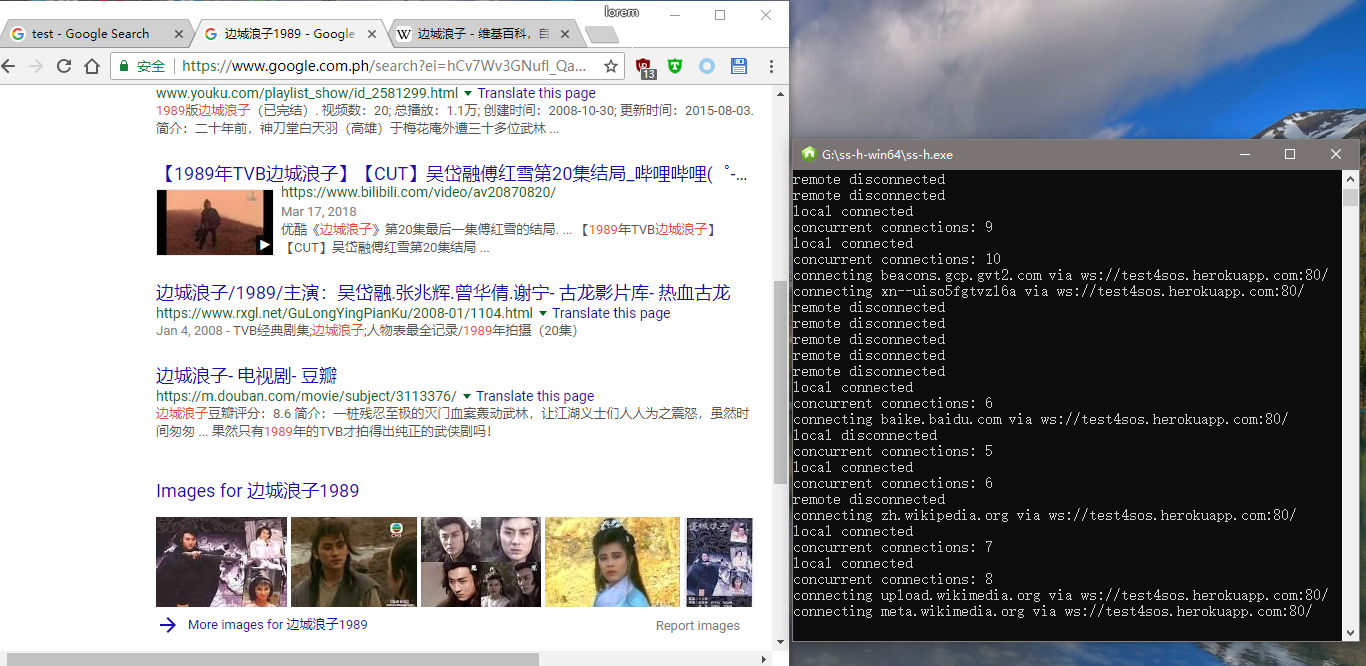 lorem
test - Google Search
边城浪子1989 - Google
边城浪子 - 维基百科，自
安全
https://www.google.com.ph/search?ei=hCv7Wv3GNufl_Qa...
13
www.youku.com/playlist_show/id_2581299.html ▾ Translate this page
1989版边城浪子（已完结）. 视频数：20; 总播放：1.1万; 创建时间：2008-10-30; 更新时间：2015-08-03.
简介：二十年前，神刀堂白天羽（高雄）于梅花庵外遭三十多位武林 ...
【1989年TVB边城浪子】【CUT】吴岱融傅红雪第20集结局_哔哩哔哩( ゜-...
https://www.bilibili.com/video/av20870820/
Mar 17, 2018
优酷《边城浪子》第20集最后一集傅红雪的结局. ... 【1989年TVB边城浪子】
【CUT】吴岱融傅红雪第20集结局 ...
边城浪子/1989/主演：吴岱融.张兆辉.曾华倩.谢宁- 古龙影片库- 热血古龙
https://www.rxgl.net/GuLongYingPianKu/2008-01/1104.html ▾ Translate this page
Jan 4, 2008 - TVB经典剧集;边城浪子;人物表最全记录/1989年拍摄（20集）
边城浪子- 电视剧- 豆瓣
https://m.douban.com/movie/subject/3113376/ ▾ Translate this page
边城浪子豆瓣评分：8.6 简介：一桩残忍至极的灭门血案轰动武林，让江湖义士们人人为之震怒，虽然时
间匆匆 ... 果然只有1989年的TVB才拍得出纯正的武侠剧吗!
Images for 边城浪子1989
More images for 边城浪子1989
Report images
G:\ss-h-win64\ss-h.exe
remote disconnected
remote disconnected
local connected
concurrent connections: 9
local connected
concurrent connections: 10
connecting beacons.gcp.gvt2.com via ws://test4sos.herokuapp.com:80/
connecting xn--uiso5fgtvzl6a via ws://test4sos.herokuapp.com:80/
remote disconnected
remote disconnected
remote disconnected
remote disconnected
remote disconnected
local connected
concurrent connections: 6
connecting baike.baidu.com via ws://test4sos.herokuapp.com:80/
local disconnected
concurrent connections: 5
local connected
concurrent connections: 6
remote disconnected
connecting zh.wikipedia.org via ws://test4sos.herokuapp.com:80/
local connected
concurrent connections: 7
local connected
concurrent connections: 8
connecting upload.wikimedia.org via ws://test4sos.herokuapp.com:80/
connecting meta.wikimedia.org via ws://test4sos.herokuapp.com:80/